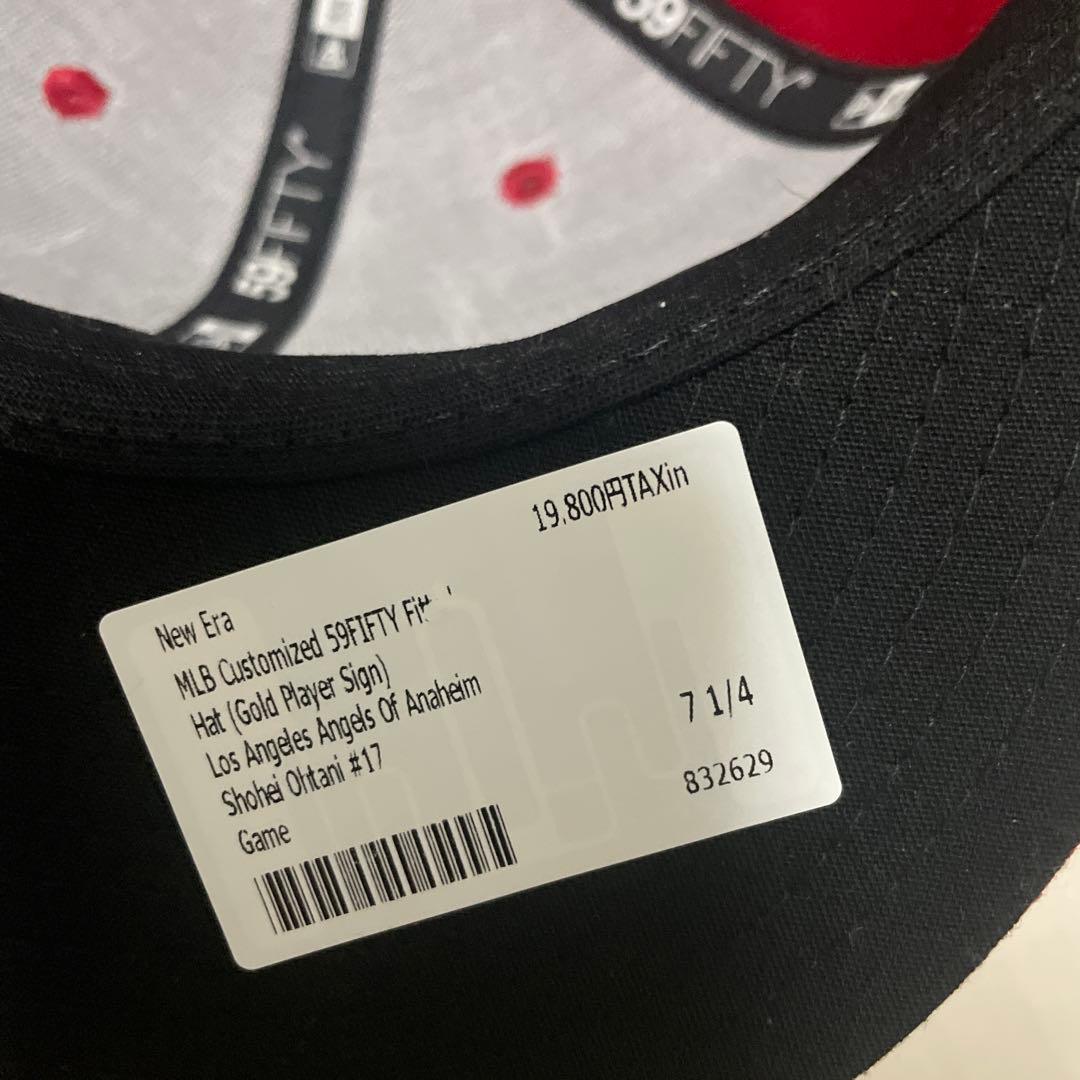 59FIFTY
59FIFTY
19,800円TAXin
New Era
MLB Customized 59FIFTY
Hat (Gold Player Sign)
Los Angeles Angels Of Anaheim
Shohei Ohtani #17
Game
7 1/4
832629